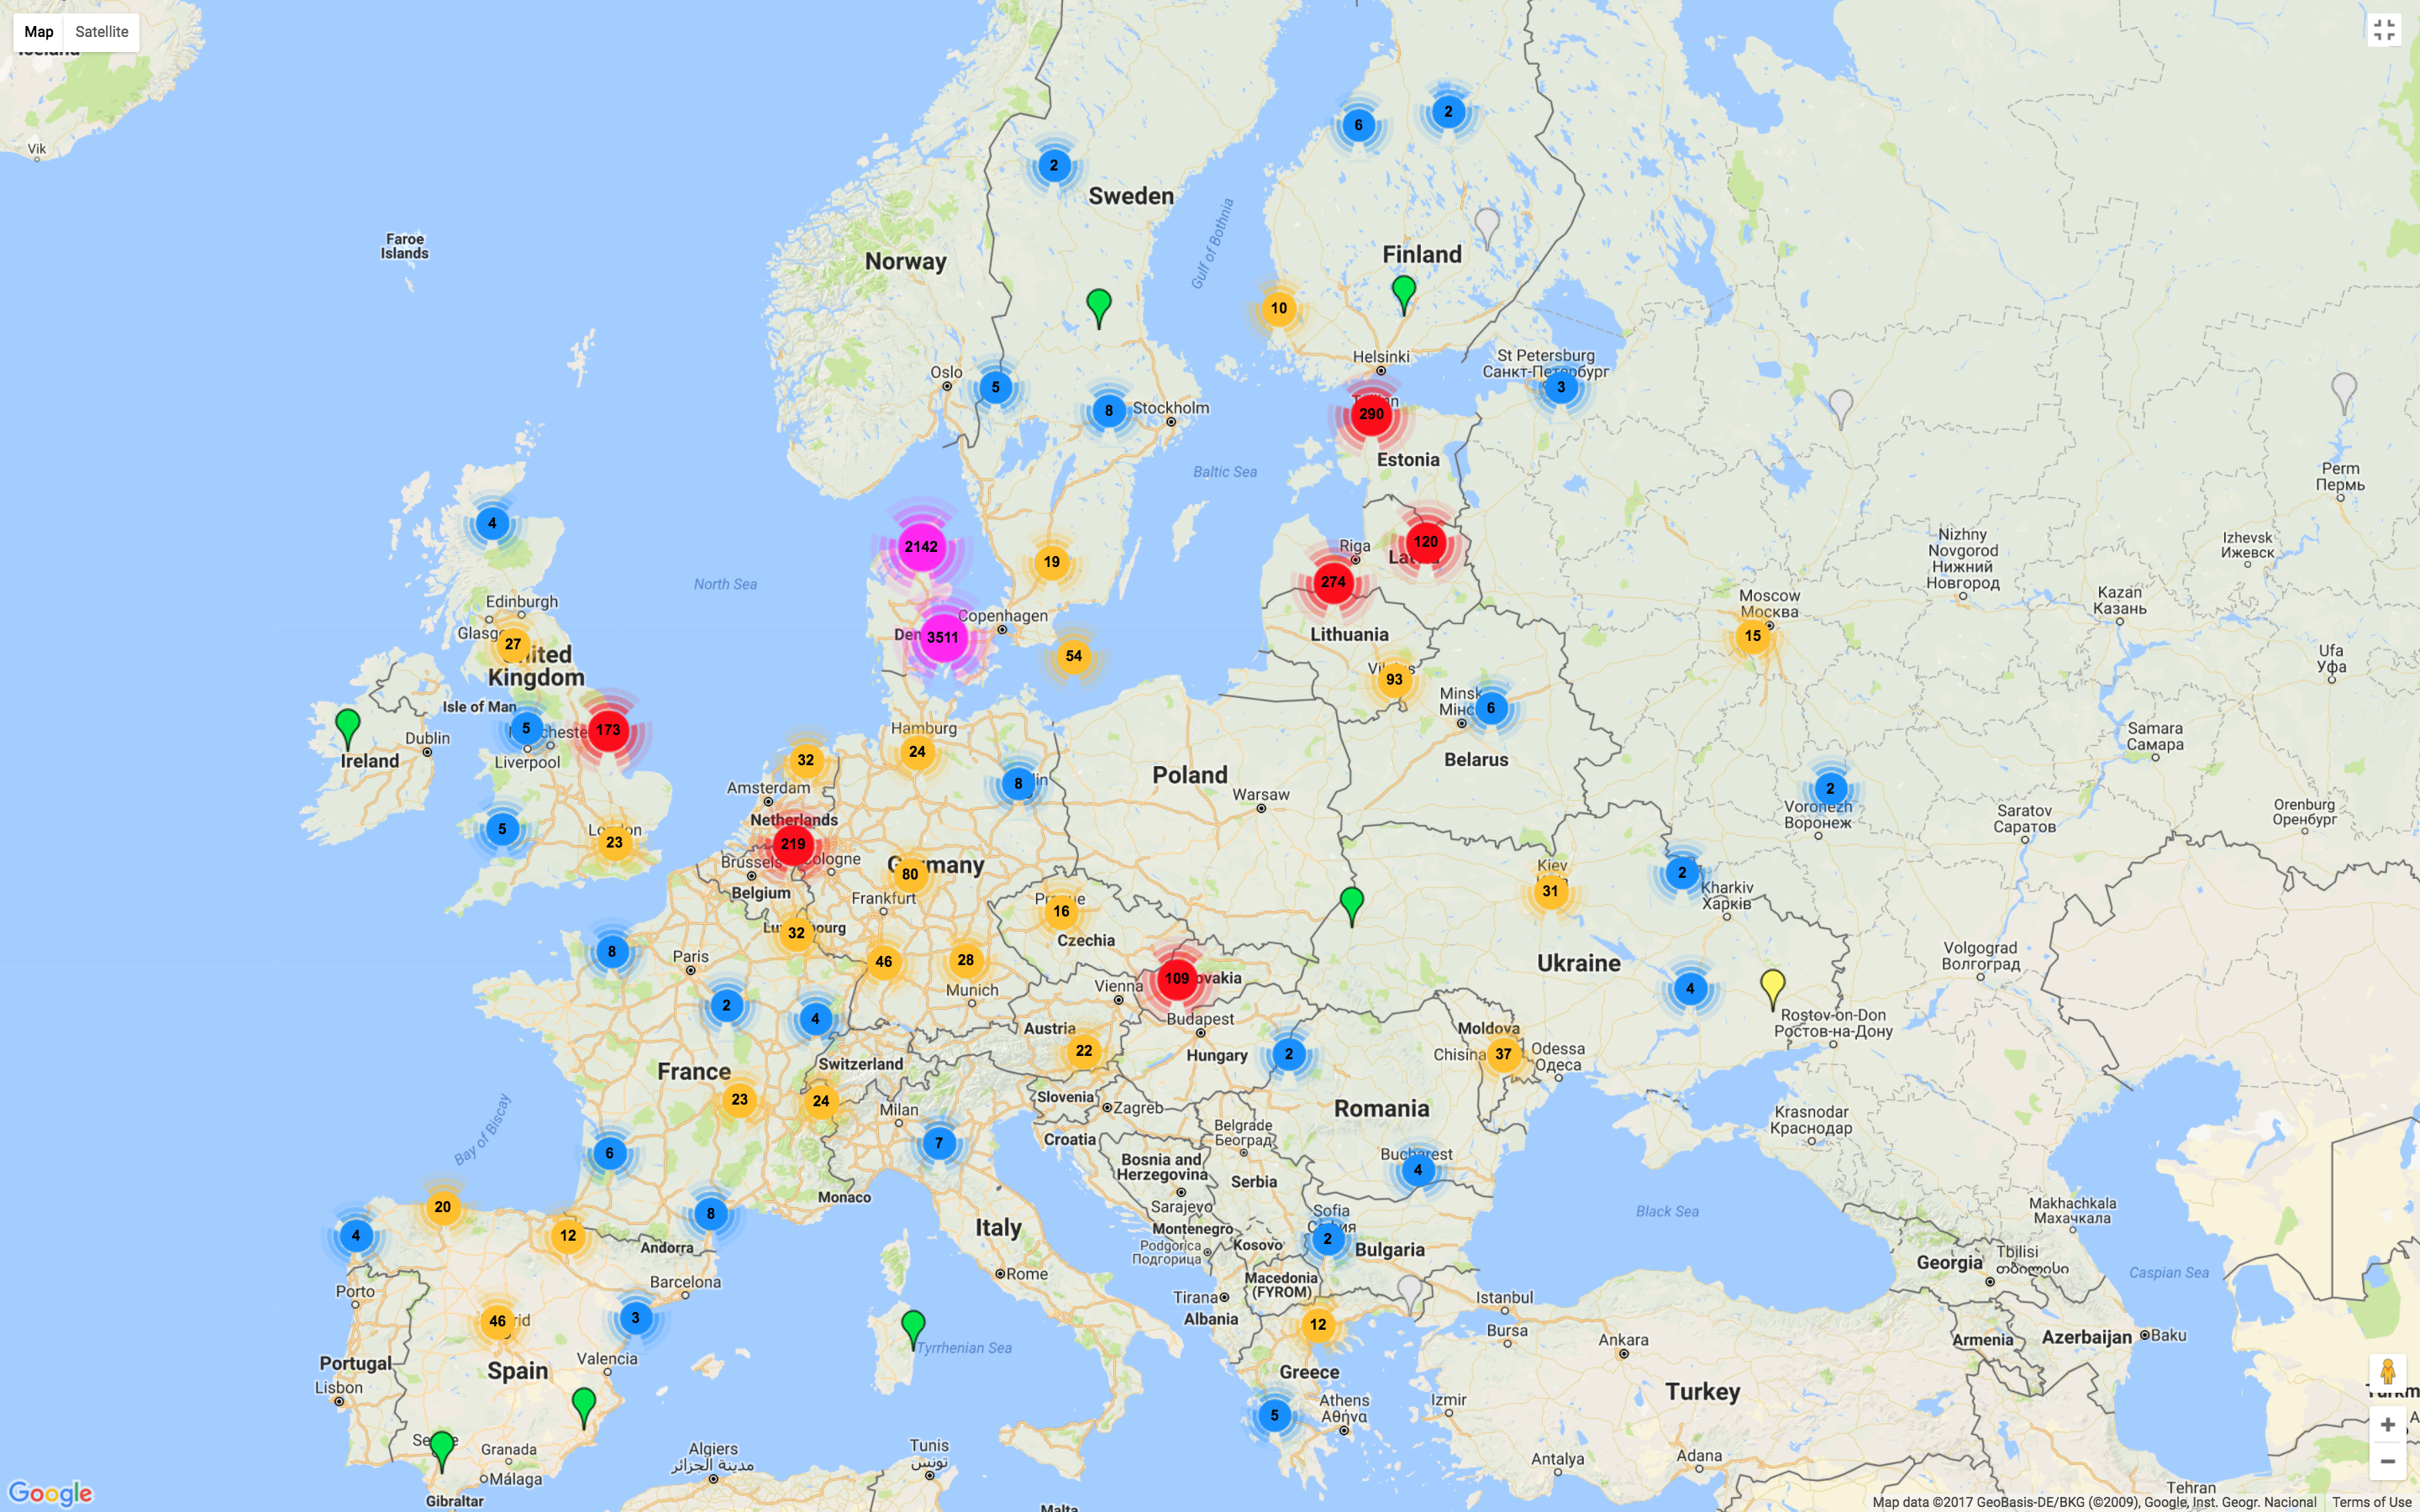 Map
Satellite
Vik
Faroe
Islands
6
2
2
Sweden
Norway
Gulf of Bothnia
Finland
10
Helsinki
St Petersburg
Санкт-Петербург
3
Oslo
5
8
Stockholm
290
Estonia
Baltic Sea
Perm
Пермь
4
2142
19
Riga
120
274
Nizhny
Novgorod
Нижний
Новгород
Izhevsk
Ижевск
North Sea
Edinburgh
27
Copenhagen
3511
54
Lithuania
93
Moscow
Москва
15
Kazan
Казань
United
Kingdom
Isle of Man
5
173
Liverpool
Dublin
Ireland
Minsk
6
Belarus
Ufa
Уфа
Samara
Самара
Hamburg
24
32
8
Amsterdam
Netherlands
Poland
Warsaw
2
Voronezh
Воронеж
Saratov
Саратов
Orenburg
Оренбург
5
London
23
219
Brussels
Cologne
Belgium
Germany
80
Frankfurt
Kiev
31
2
Kharkiv
Харків
Prague
16
Czechia
Luxembourg
32
8
Paris
46
28
Munich
Vienna
109
Slovakia
Ukraine
Volgograd
Волгоград
2
4
4
Rostov-on-Don
Ростов-на-Дону
Budapest
Austria
22
Hungary
2
Moldova
Chisinau
37
Odessa
Одеса
Switzerland
France
23
24
Slovenia
Zagreb
Milan
Romania
Krasnodar
Краснодар
Bay of Biscay
6
7
Croatia
Belgrade
Београд
Bosnia and
Herzegovina
Serbia
Bucharest
4
Monaco
Sarajevo
20
4
12
8
Andorra
Italy
Montenegro
Podgorica
Подгорица
Kosovo
Sofia
София
2
Bulgaria
Black Sea
Makhachkala
Махачкала
Georgia
Tbilisi
თბილისი
Caspian Sea
Porto
Barcelona
Rome
Macedonia
(FYROM)
Tirana
Albania
Istanbul
46
3
12
Tyrrhenian Sea
Bursa
Ankara
Armenia
Azerbaijan
Baku
Portugal
Spain
Valencia
Lisbon
Greece
Turkey
5
Athens
Αθήνα
Izmir
Granada
Málaga
Gibraltar
Algiers
مدينة الجزائر
Tunis
تونس
Antalya
Adana
Tehran
Malta
Google
Map data ©2017 GeoBasis-DE/BKG (©2009), Google, Inst. Geogr. Nacional
Terms of Use